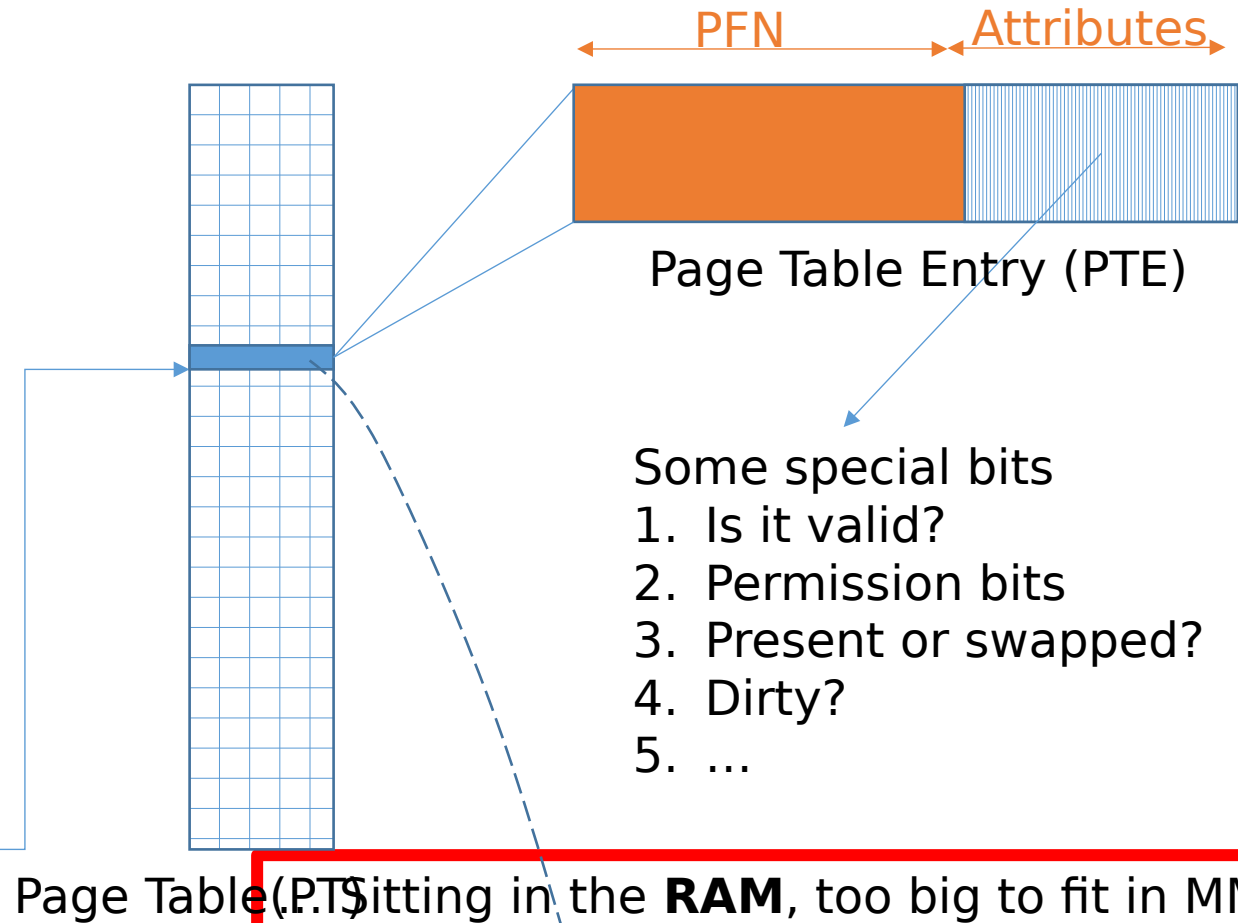 PFN
Attributes
Page Table Entry (PTE)
Some special bits
1. Is it valid?
2. Permission bits
3. Present or swapped?
4. Dirty?
5. ...
Page Table (PT)
...Sitting in the RAM, too big to fit in